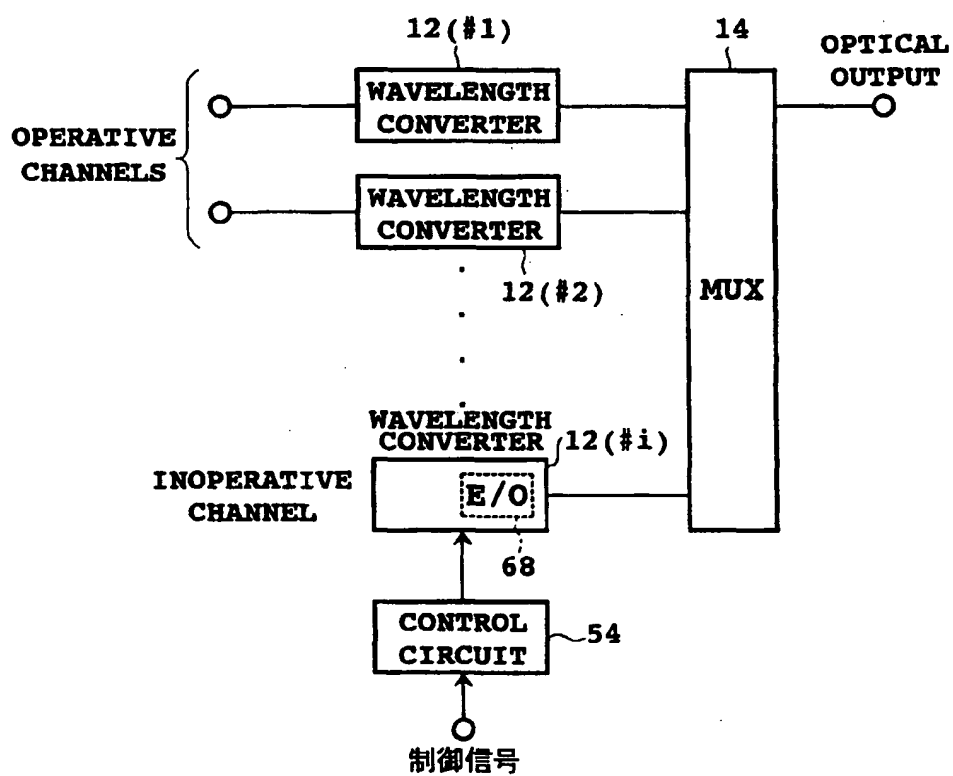 12(#1)
14
OPTICAL
OUTPUT
WAVELENGTH
CONVERTER
OPERATIVE
CHANNELS
WAVELENGTH
CONVERTER
12(#2)
MUX
WAVELENGTH
CONVERTER
12(#i)
INOPERATIVE
CHANNEL
E/O
68
CONTROL
CIRCUIT
54
制御信号